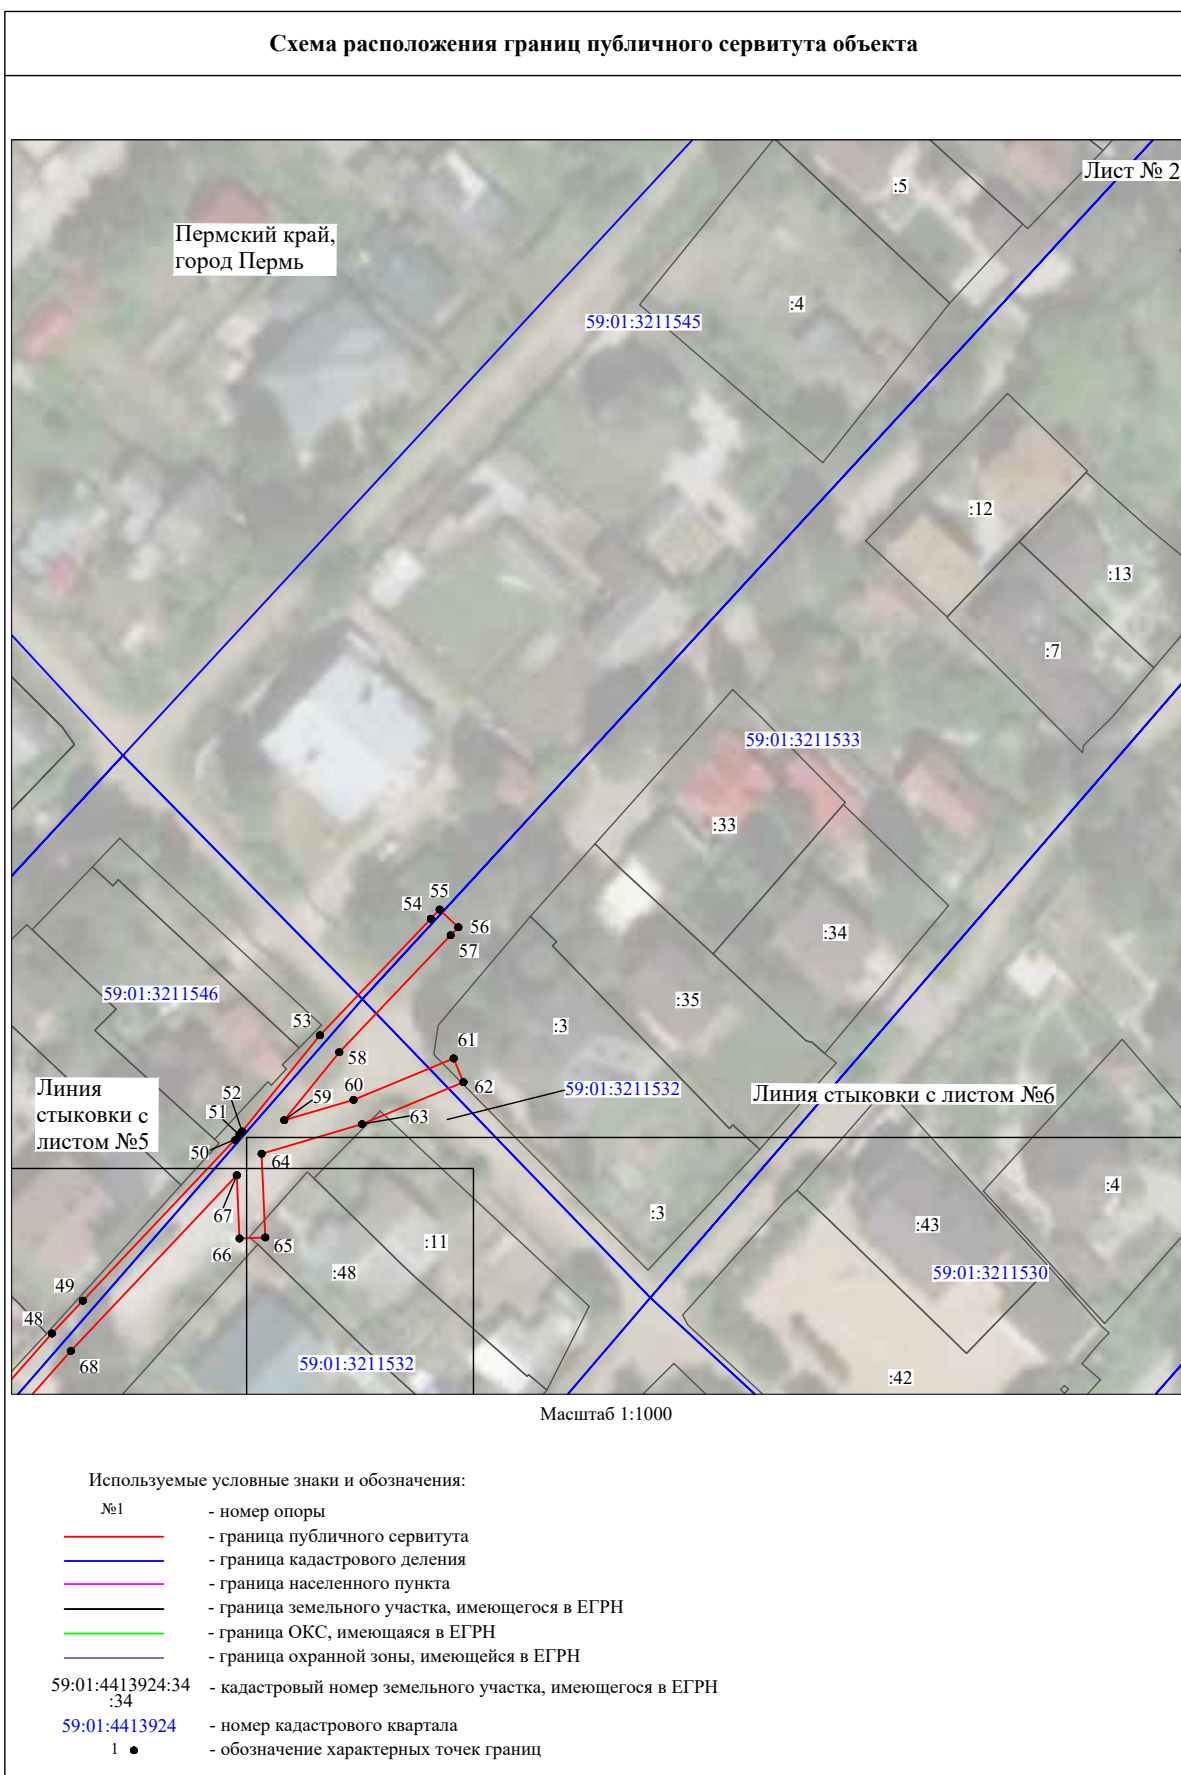 Схема расположения границ публичного сервитута объекта
Лист № 2
:5
Пермский край,
город Пермь
:4
59:01:3211545
:12
:13
:7
59:01:3211533
:33
55
54
56
:34
57
59:01:3211546
:35
53
:3
58
61
Линия
стыковки с
листом №5
52
51
50
59
60
62
59:01:3211532
Линия стыковки с листом №6
63
64
:4
67
:3
:43
66
65
:11
:48
59:01:3211530
49
48
68
59:01:3211532
:42
Масштаб 1:1000
Используемые условные знаки и обозначения:
№1 - номер опоры
- граница публичного сервитута
- граница кадастрового деления
- граница населенного пункта
- граница земельного участка, имеющегося в ЕГРН
- граница ОКС, имеющаяся в ЕГРН
- граница охранной зоны, имеющейся в ЕГРН
59:01:4413924:34 - кадастровый номер земельного участка, имеющегося в ЕГРН
:34
59:01:4413924 - номер кадастрового квартала
1 - обозначение характерных точек границ